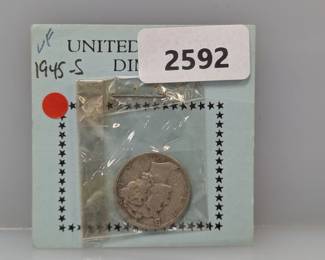 VF
UNITED
1945-S
DI
2592